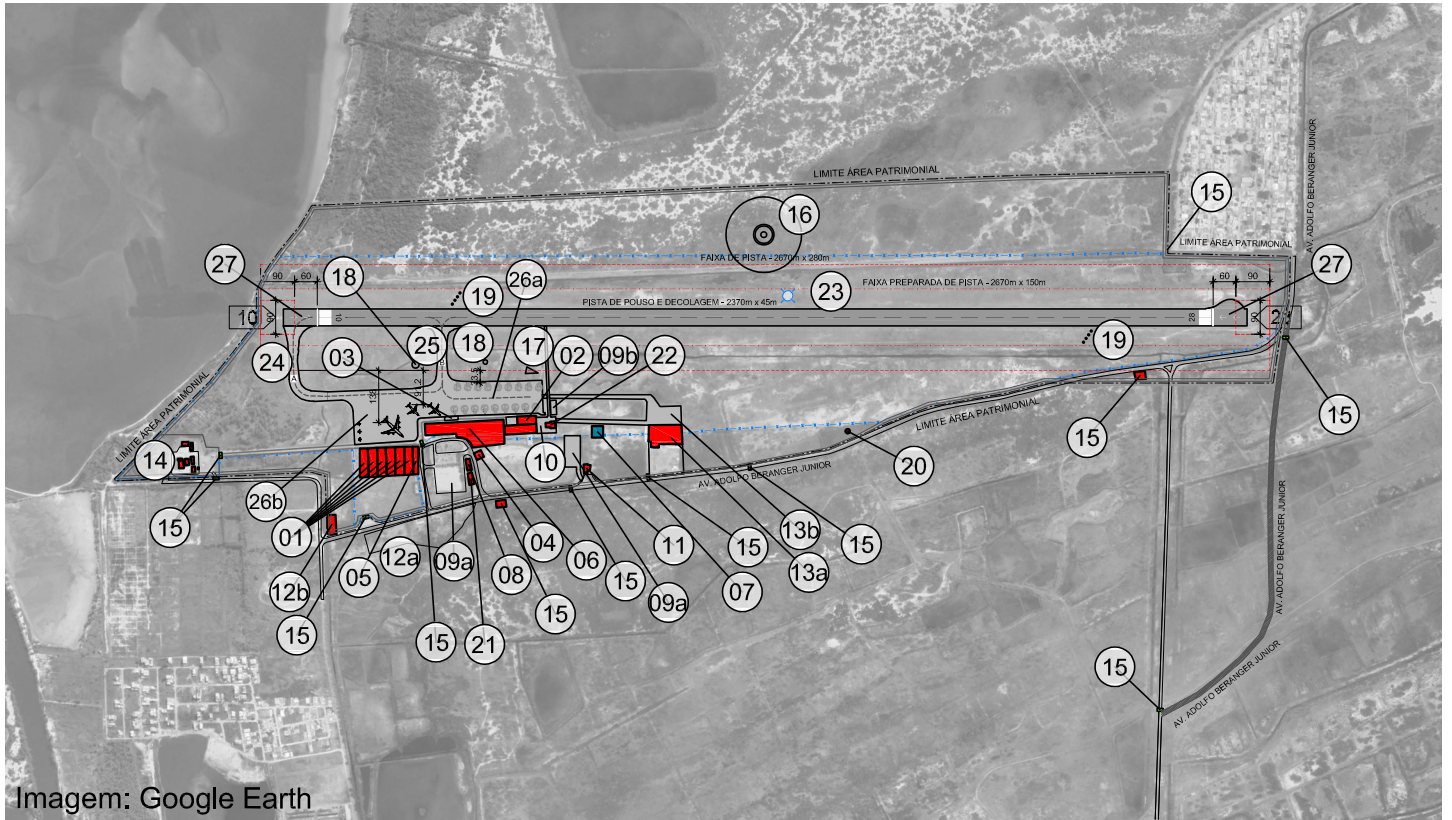 LIMITE ÁREA PATRIMONIAL
15
16
AV. ADOLFO BERANGER JUNIOR
LIMITE ÁREA PATRIMONIAL
FAIXA DE PISTA - 2670m x 280m
27
18
26a
27
90
60
19
23
FAIXA PREPARADA DE PISTA - 2670m x 150m
60
90
PISTA DE POUSO E DECOLAGEM - 2370m x 45m
10
90
10
28
90
24
03
25
18
17
02
09b
22
19
LIMITE ÁREA PATRIMONIAL
LIMITE ÁREA PATRIMONIAL
15
15
14
10
20
AV. ADOLFO BERANGER JUNIOR
26b
15
01
12a
09a
04
06
11
15
13b
15
12b
05
08
15
07
13a
15
15
21
15
09a
AV. ADOLFO BERANGER JUNIOR
15
AV. ADOLFO BERANGER JUNIOR
Imagem: Google Earth